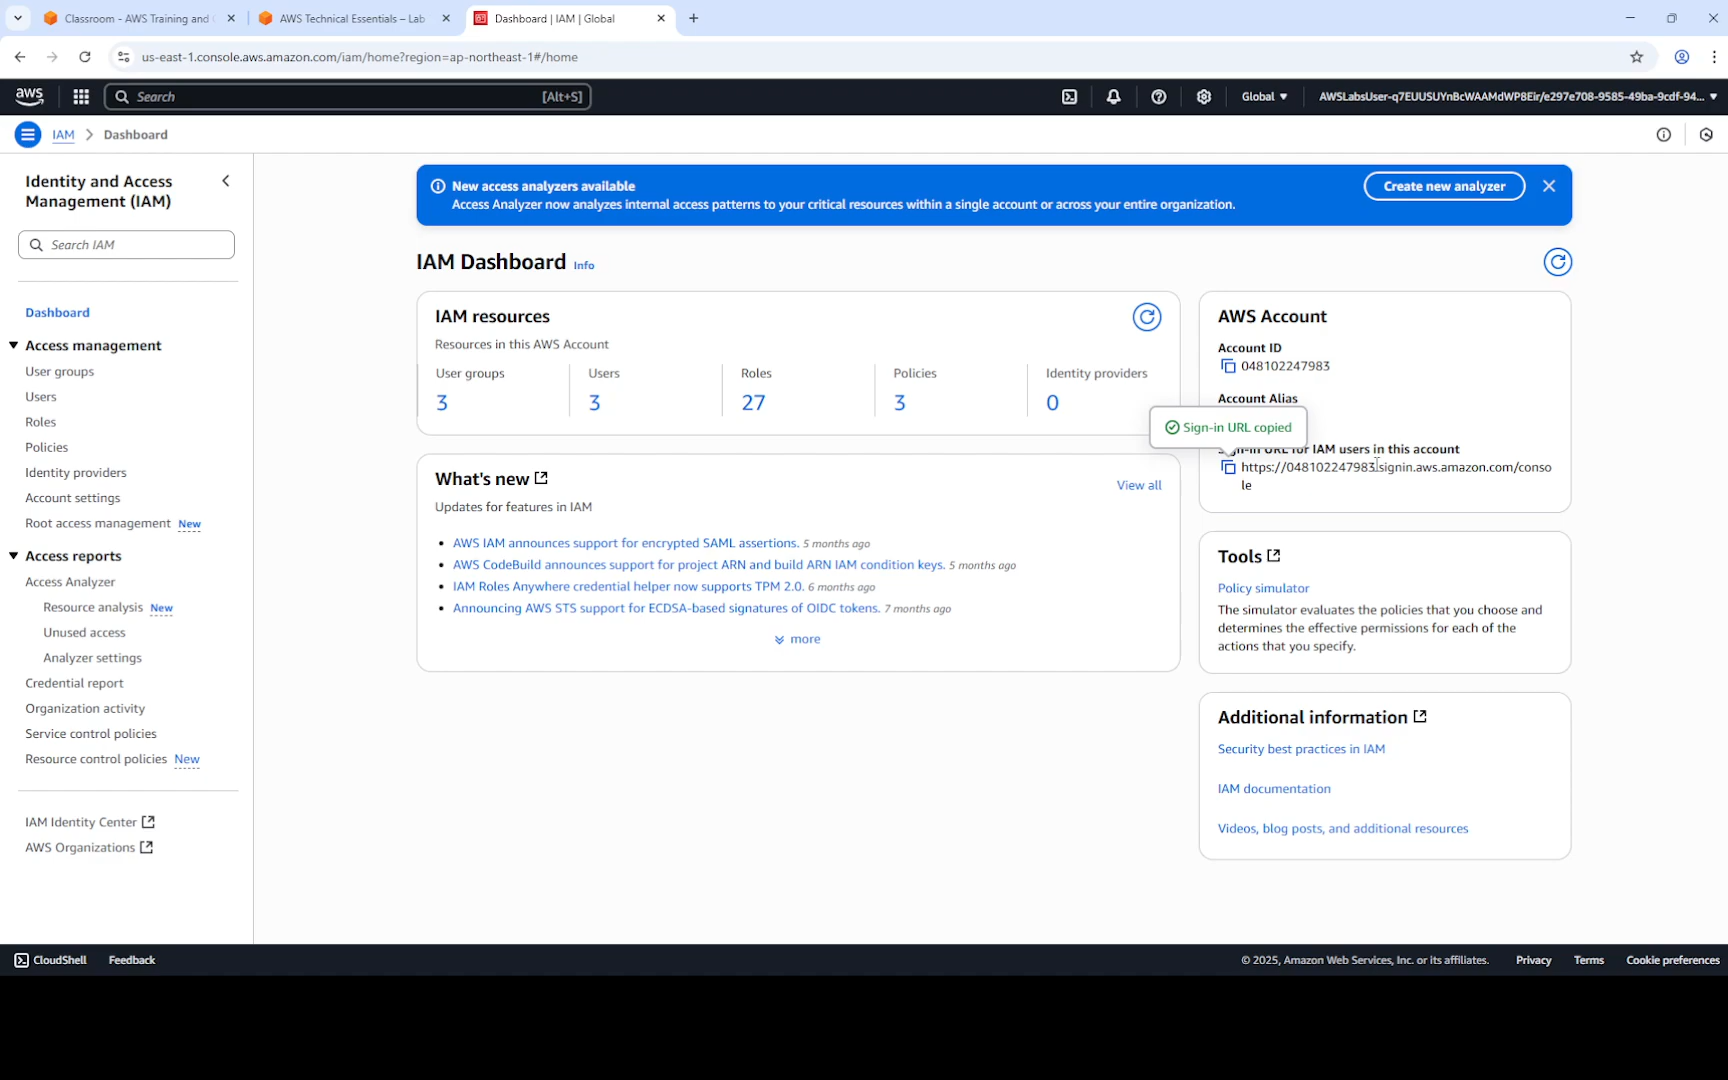 Classroom - AWS Training and
AWS Technical Essentials – Lab
Dashboard | IAM | Global
us-east-1.console.aws.amazon.com/iam/home?region=ap-northeast-1#/home
aws
Search
[Alt+S]
Global
AWSLabsUser-q7EUUSUYnBcWAAMdWP8Eir/e297e708-9585-49ba-9cdf-94...
IAM
Dashboard
Identity and Access
Management (IAM)
Search IAM
Dashboard
Access management
User groups
Users
Roles
Policies
Identity providers
Account settings
Root access management New
Access reports
Access Analyzer
Resource analysis New
Unused access
Analyzer settings
Credential report
Organization activity
Service control policies
Resource control policies New
IAM Identity Center
AWS Organizations
New access analyzers available
Access Analyzer now analyzes internal access patterns to your critical resources within a single account or across your entire organization.
Create new analyzer
IAM Dashboard Info
IAM resources
Resources in this AWS Account
User groups
3
Users
3
Roles
27
Policies
3
Identity providers
0
What's new
View all
Updates for features in IAM
AWS IAM announces support for encrypted SAML assertions. 5 months ago
AWS CodeBuild announces support for project ARN and build ARN IAM condition keys. 5 months ago
IAM Roles Anywhere credential helper now supports TPM 2.0. 6 months ago
Announcing AWS STS support for ECDSA-based signatures of OIDC tokens. 7 months ago
more
AWS Account
Account ID
048102247983
Account Alias
Sign-in URL copied
Sign-in URL for IAM users in this account
https://048102247983.signin.aws.amazon.com/conso
le
Tools
Policy simulator
The simulator evaluates the policies that you choose and
determines the effective permissions for each of the
actions that you specify.
Additional information
Security best practices in IAM
IAM documentation
Videos, blog posts, and additional resources
CloudShell
Feedback
© 2025, Amazon Web Services, Inc. or its affiliates.
Privacy
Terms
Cookie preferences